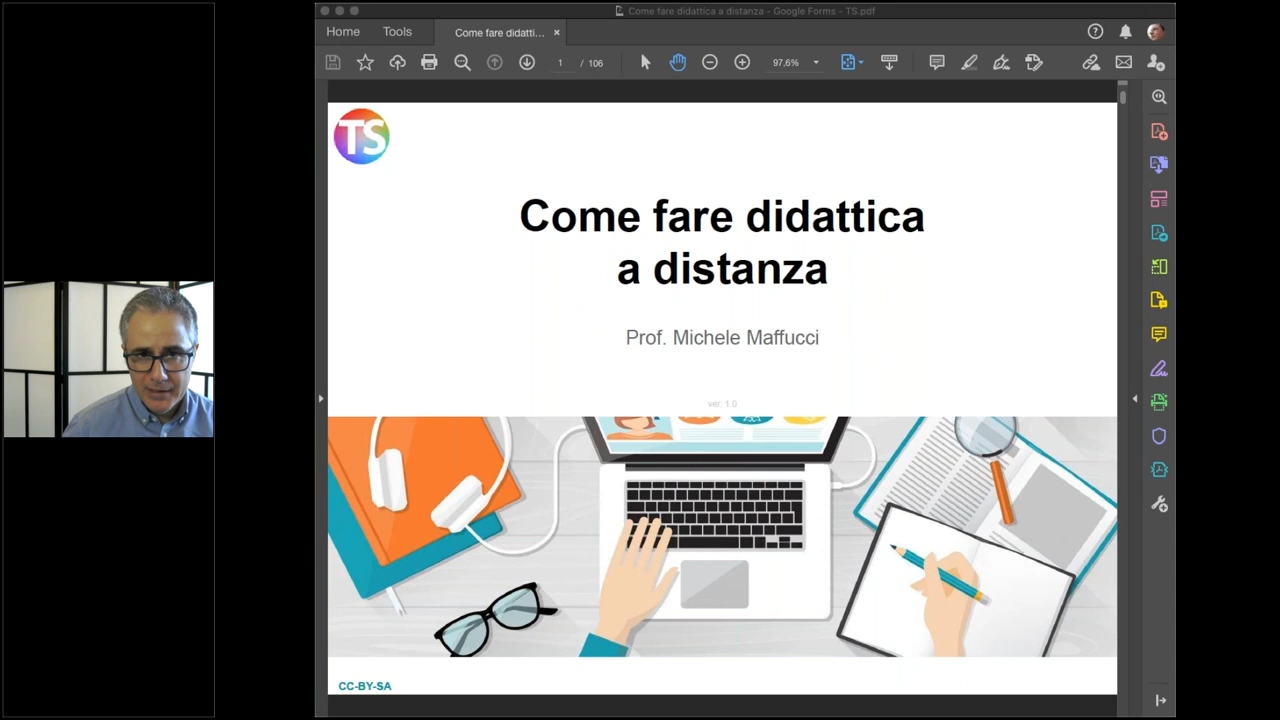 Come fare didattica a distanza - Google Forms - TS.pdf
Home
Tools
Come fare didatti...
1
/ 106
97,6%
TS
Come fare didattica
a distanza
Prof. Michele Maffucci
ver: 1.0
CC-BY-SA